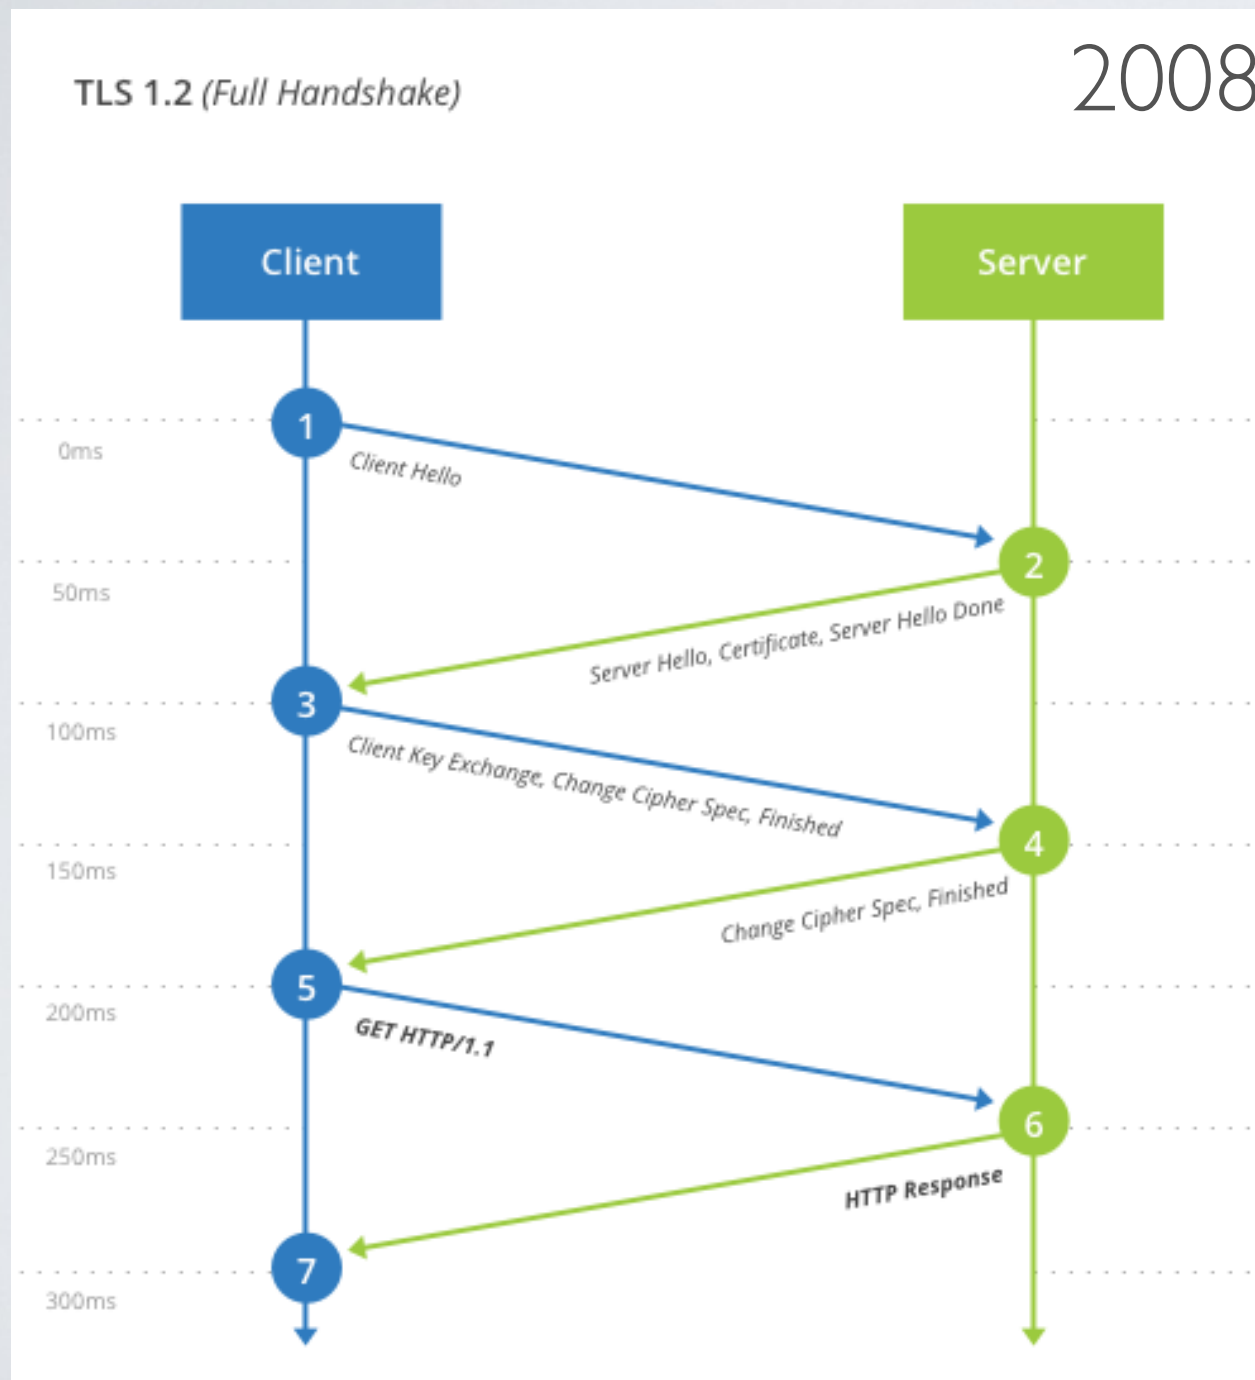 TLS 1.2 (Full Handshake)
2008
Client
Server
1
0ms
Client Hello
2
50ms
Server Hello, Certificate, Server Hello Done
3
100ms
Client Key Exchange, Change Cipher Spec, Finished
4
150ms
Change Cipher Spec, Finished
5
200ms
GET HTTP/1.1
6
250ms
HTTP Response
7
300ms